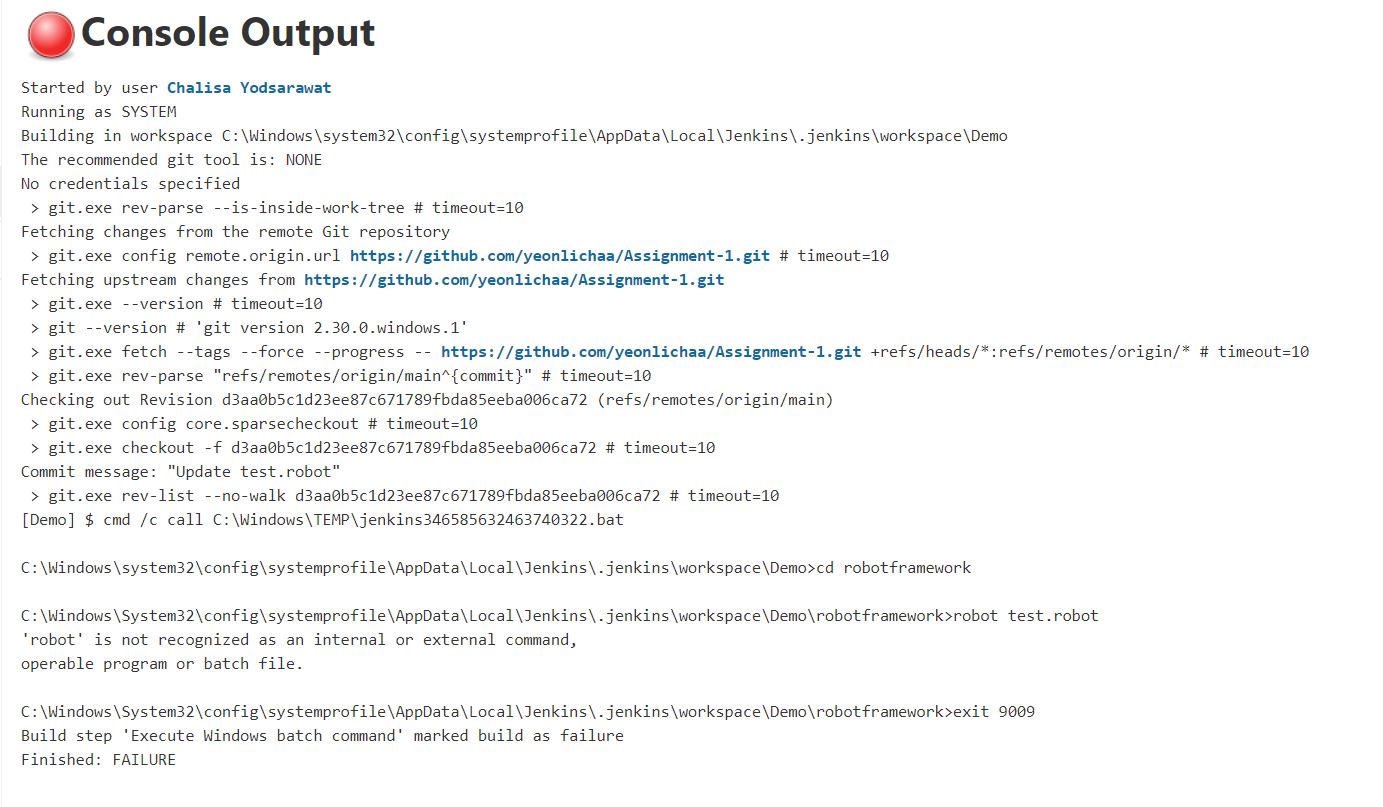 Console Output
Started by user Chalisa Yodsarawat
Running as SYSTEM
Building in workspace C:\Windows\system32\config\systemprofile\AppData\Local\Jenkins\.jenkins\workspace\Demo
The recommended git tool is: NONE
No credentials specified
 > git.exe rev-parse --is-inside-work-tree # timeout=10
Fetching changes from the remote Git repository
 > git.exe config remote.origin.url https://github.com/yeonlichaa/Assignment-1.git # timeout=10
Fetching upstream changes from https://github.com/yeonlichaa/Assignment-1.git
 > git.exe --version # timeout=10
 > git --version # 'git version 2.30.0.windows.1'
 > git.exe fetch --tags --force --progress -- https://github.com/yeonlichaa/Assignment-1.git +refs/heads/*:refs/remotes/origin/* # timeout=10
 > git.exe rev-parse "refs/remotes/origin/main^{commit}" # timeout=10
Checking out Revision d3aa0b5c1d23ee87c671789fbda85eeba006ca72 (refs/remotes/origin/main)
 > git.exe config core.sparsecheckout # timeout=10
 > git.exe checkout -f d3aa0b5c1d23ee87c671789fbda85eeba006ca72 # timeout=10
Commit message: "Update test.robot"
 > git.exe rev-list --no-walk d3aa0b5c1d23ee87c671789fbda85eeba006ca72 # timeout=10
[Demo] $ cmd /c call C:\Windows\TEMP\jenkins346585632463740322.bat
C:\Windows\system32\config\systemprofile\AppData\Local\Jenkins\.jenkins\workspace\Demo>cd robotframework
C:\Windows\System32\config\systemprofile\AppData\Local\Jenkins\.jenkins\workspace\Demo\robotframework>robot test.robot
'robot' is not recognized as an internal or external command,
operable program or batch file.
C:\Windows\System32\config\systemprofile\AppData\Local\Jenkins\.jenkins\workspace\Demo\robotframework>exit 9009
Build step 'Execute Windows batch command' marked build as failure
Finished: FAILURE